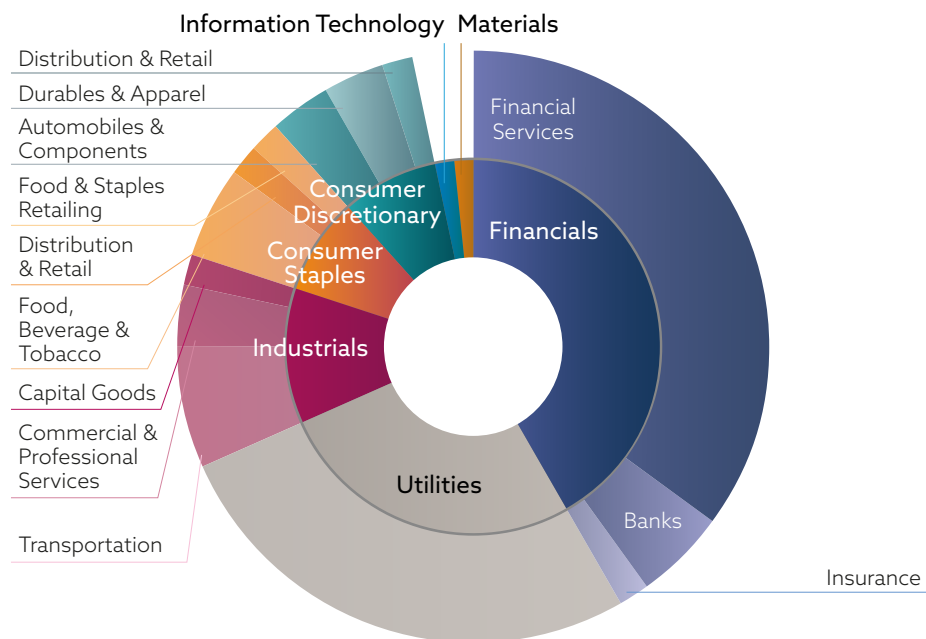 Information Technology
Materials
Distribution & Retail
Durables & Apparel
Automobiles &
Components
Food & Staples
Retailing
Distribution
& Retail
Food,
Beverage &
Tobacco
Capital Goods
Commercial &
Professional
Services
Transportation
Consumer
Discretionary
Consumer
Staples
Industrials
Utilities
Financials
Financial
Services
Banks
Insurance